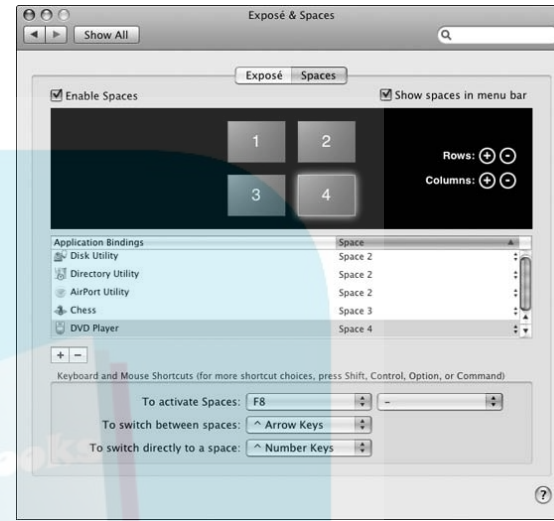 Exposé & Spaces
Show All
Exposé Spaces
Enable Spaces Show spaces in menu bar
1 2
Rows: + -
Columns: + -
3 4
Application Bindings Space
Disk Utility Space 2
Directory Utility Space 2
AirPort Utility Space 2
Chess Space 3
DVD Player Space 4
+ -
Keyboard and Mouse Shortcuts (for more shortcut choices, press Shift, Control, Option, or Command)
To activate Spaces: F8 -
To switch between spaces: ^ Arrow Keys
To switch directly to a space: ^ Number Keys
?